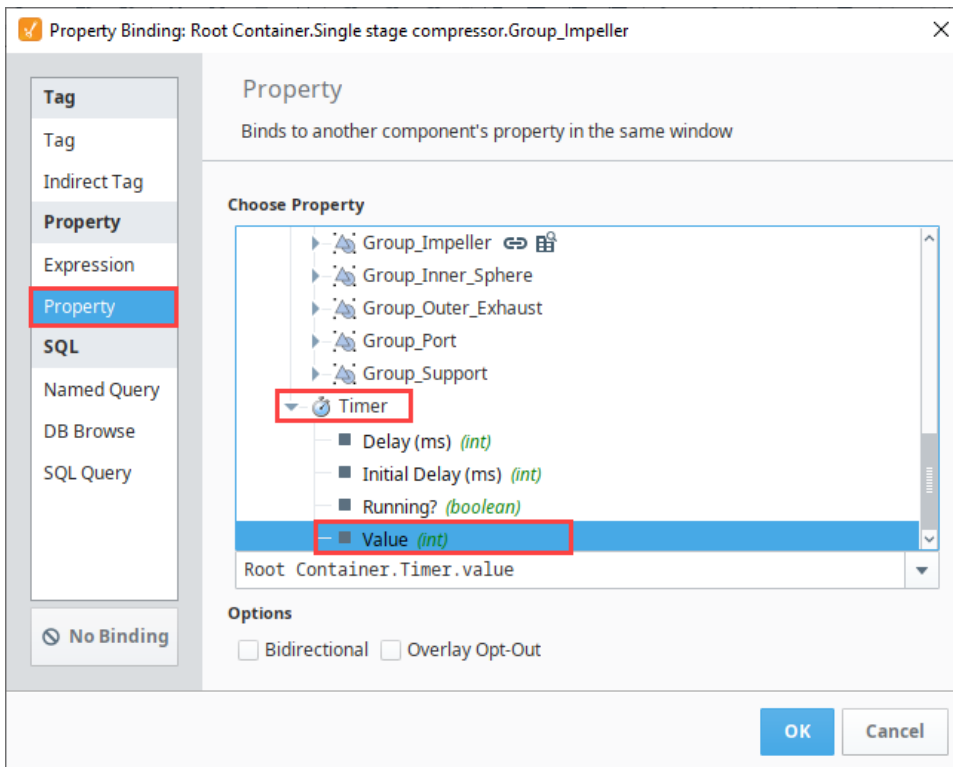 Property Binding: Root Container.Single stage compressor.Group_Impeller
Tag
Tag
Indirect Tag
Property
Expression
Property
SQL
Named Query
DB Browse
SQL Query
No Binding
Property
Binds to another component's property in the same window
Choose Property
Group_Impeller
Group_Inner_Sphere
Group_Outer_Exhaust
Group_Port
Group_Support
Timer
Delay (ms) (int)
Initial Delay (ms) (int)
Running? (boolean)
Value (int)
Root Container.Timer.value
Options
Bidirectional Overlay Opt-Out
OK Cancel